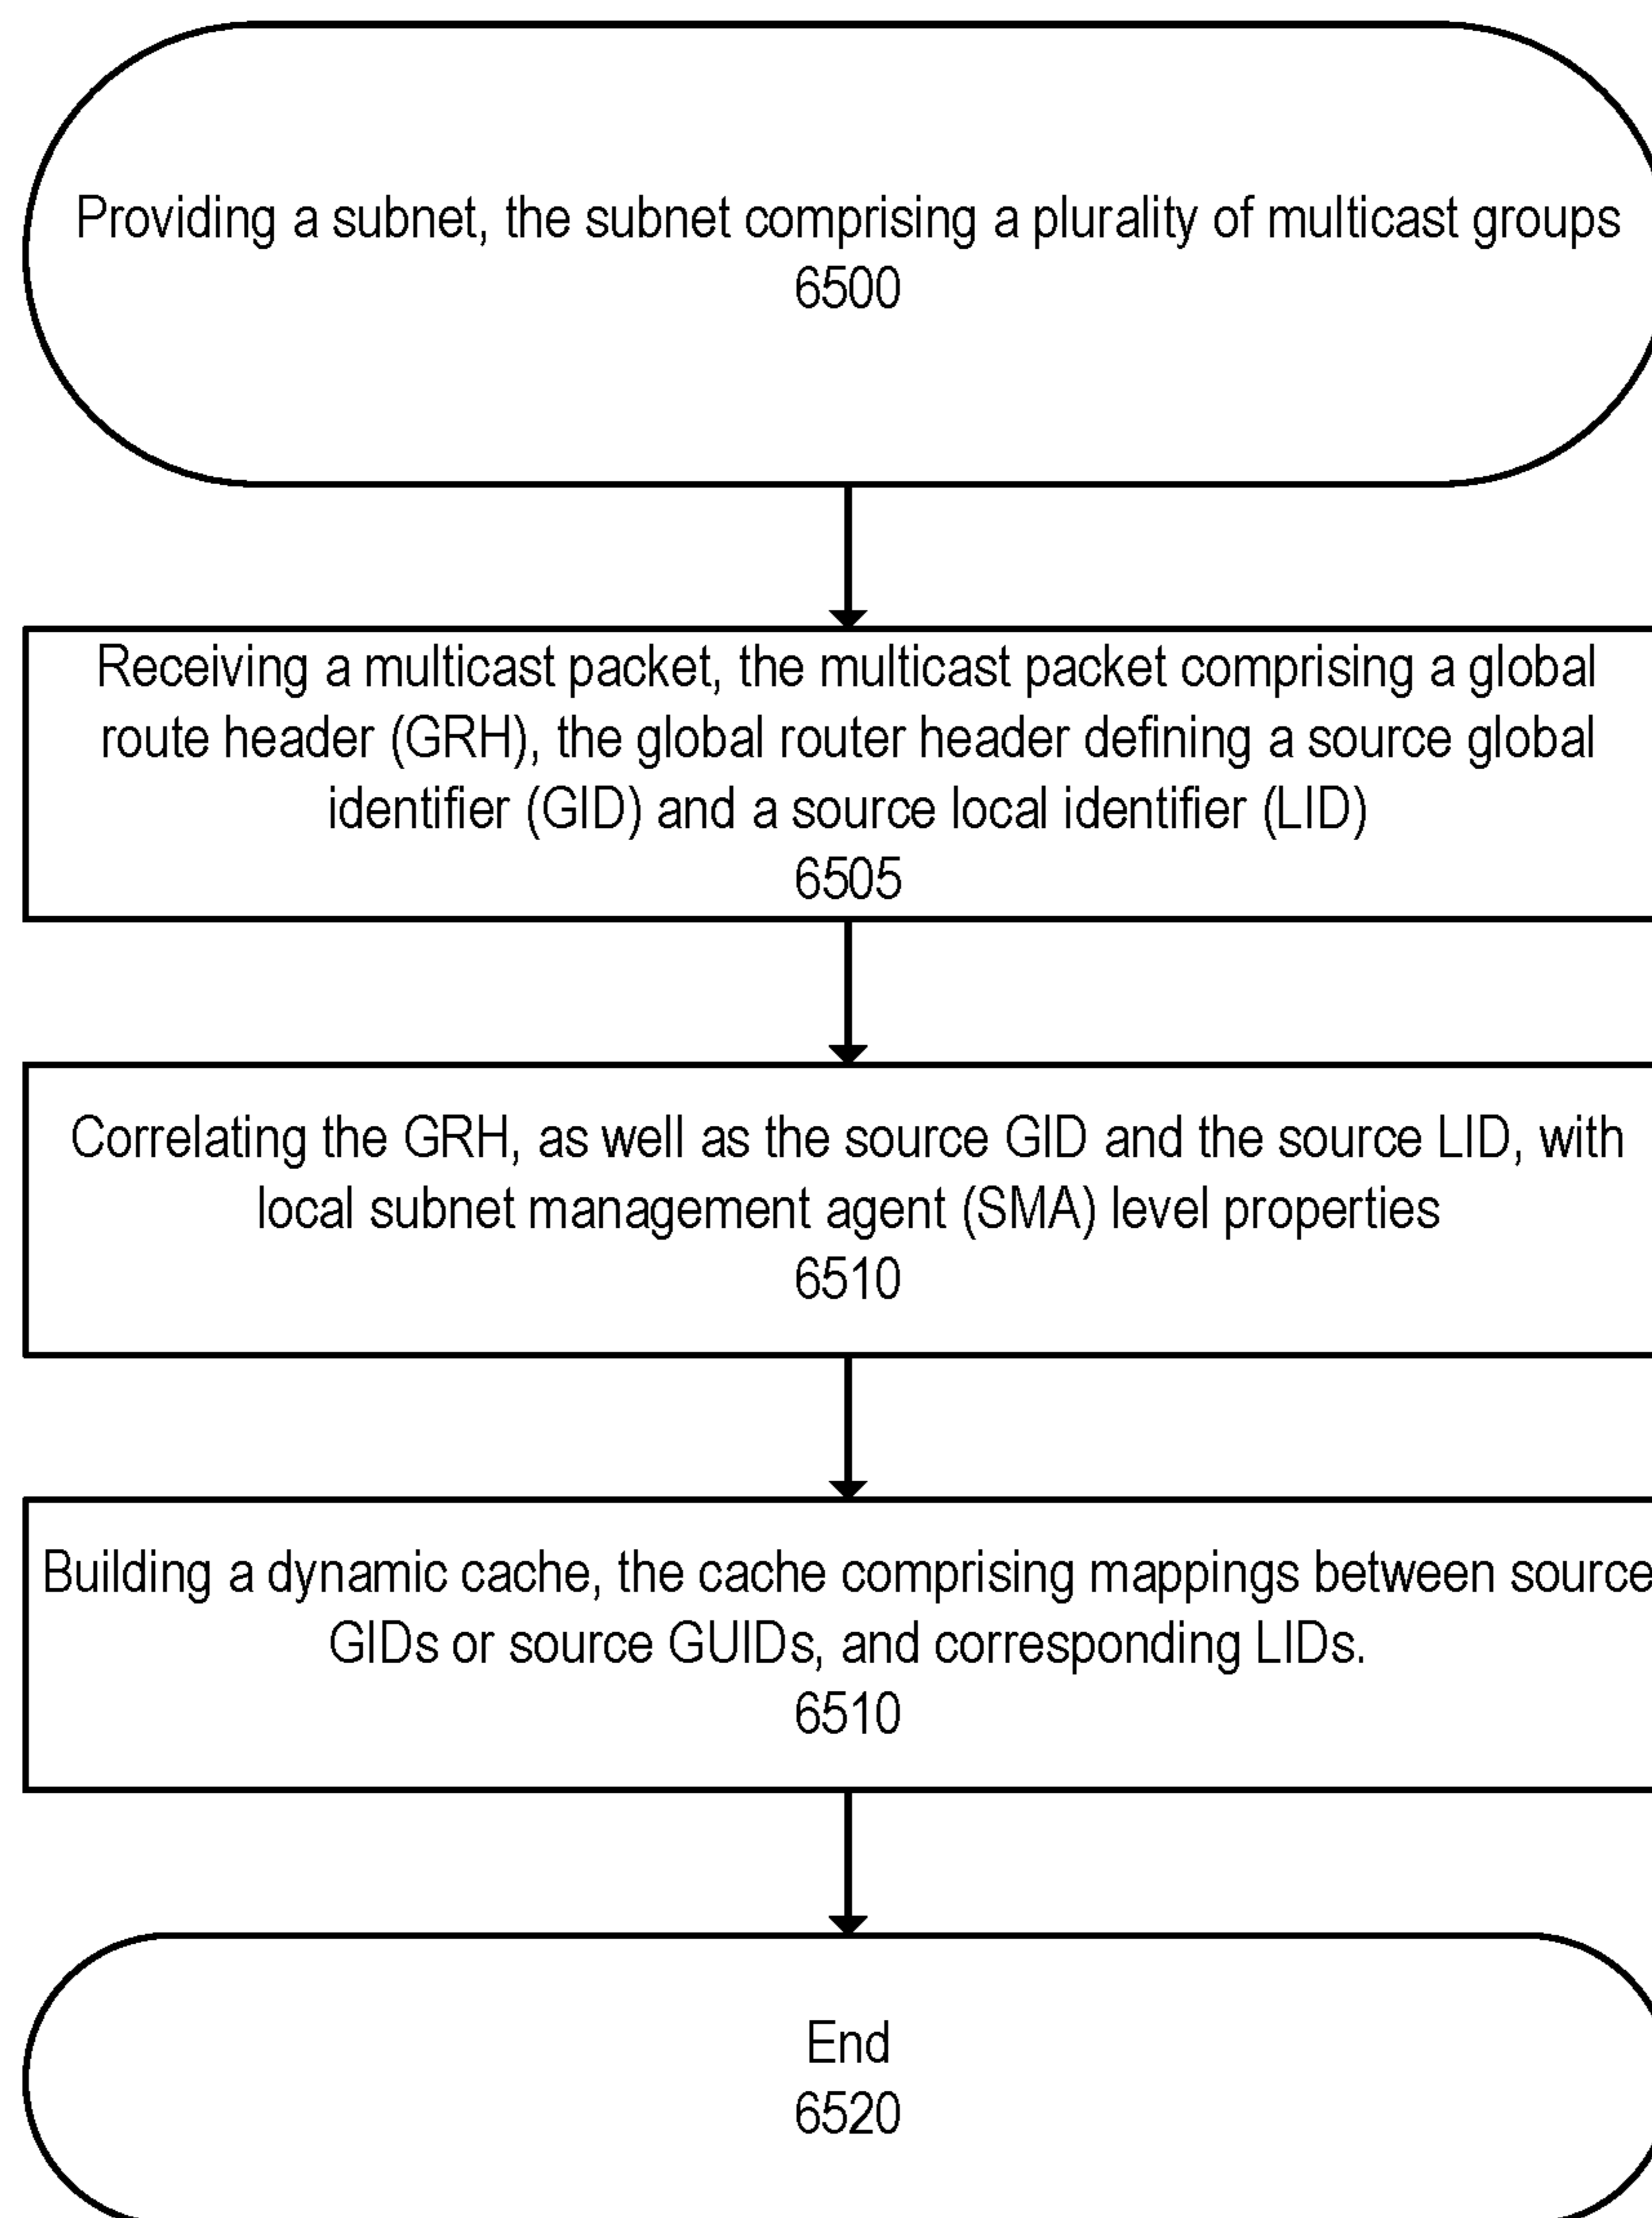 Providing a subnet, the subnet comprising a plurality of multicast groups
6500
Receiving a multicast packet, the multicast packet comprising a global
route header (GRH), the global router header defining a source global
identifier (GID) and a source local identifier (LID)
6505
Correlating the GRH, as well as the source GID and the source LID, with
local subnet management agent (SMA) level properties
6510
Building a dynamic cache, the cache comprising mappings between source
GIDs or source GUIDs, and corresponding LIDs.
6510
End
6520